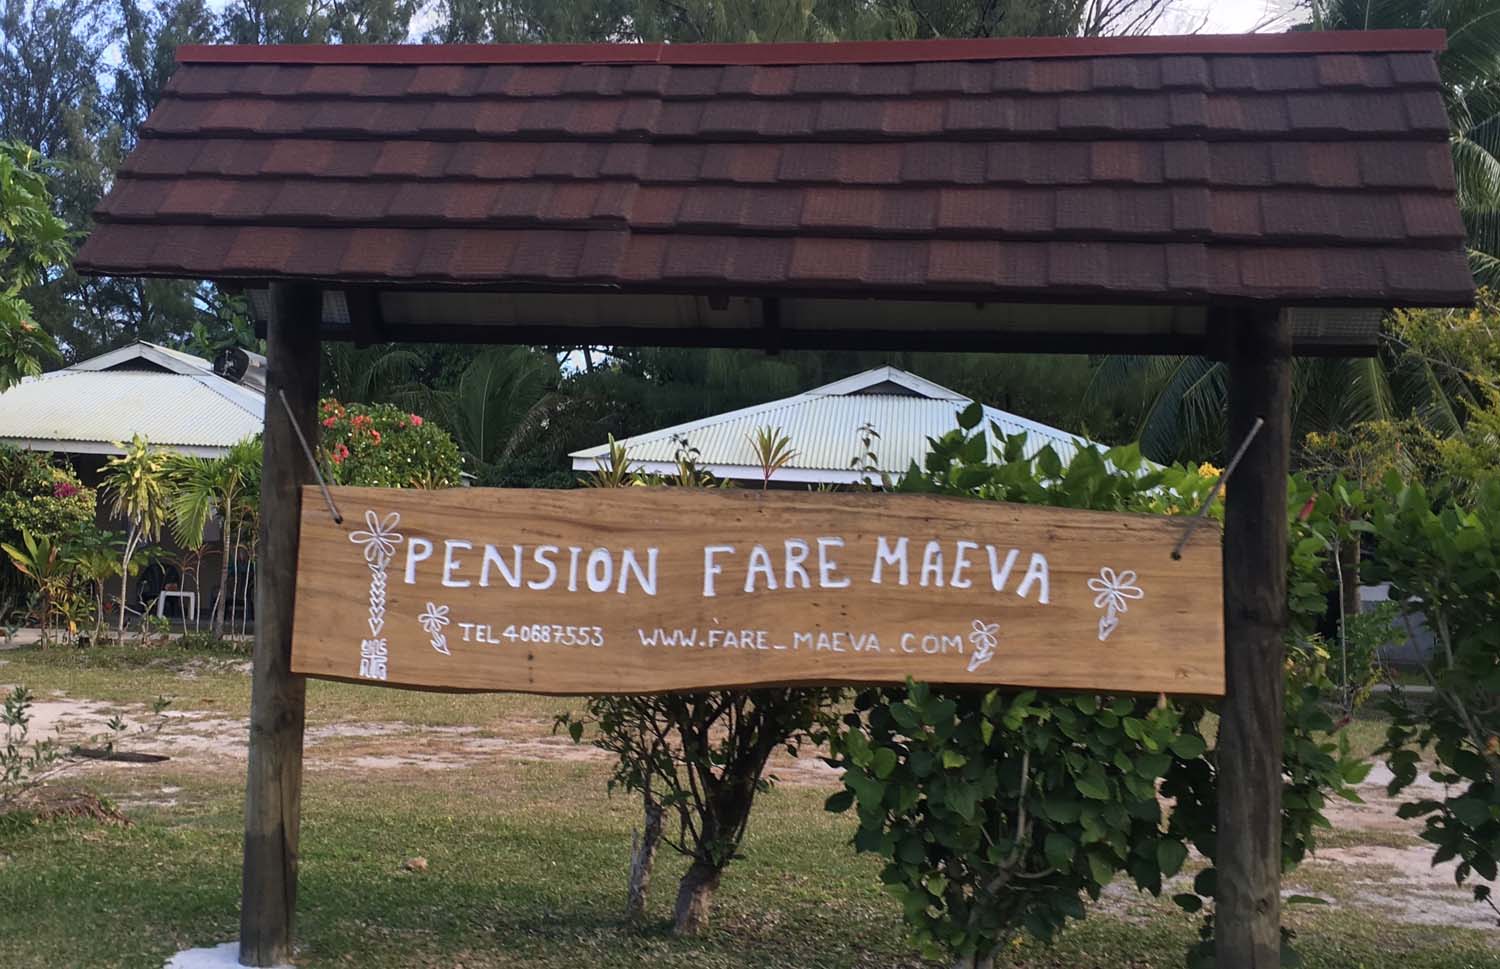 PENSION FARE MAEVA
TEL 40687553 WWW.FARE_MAEVA.COM